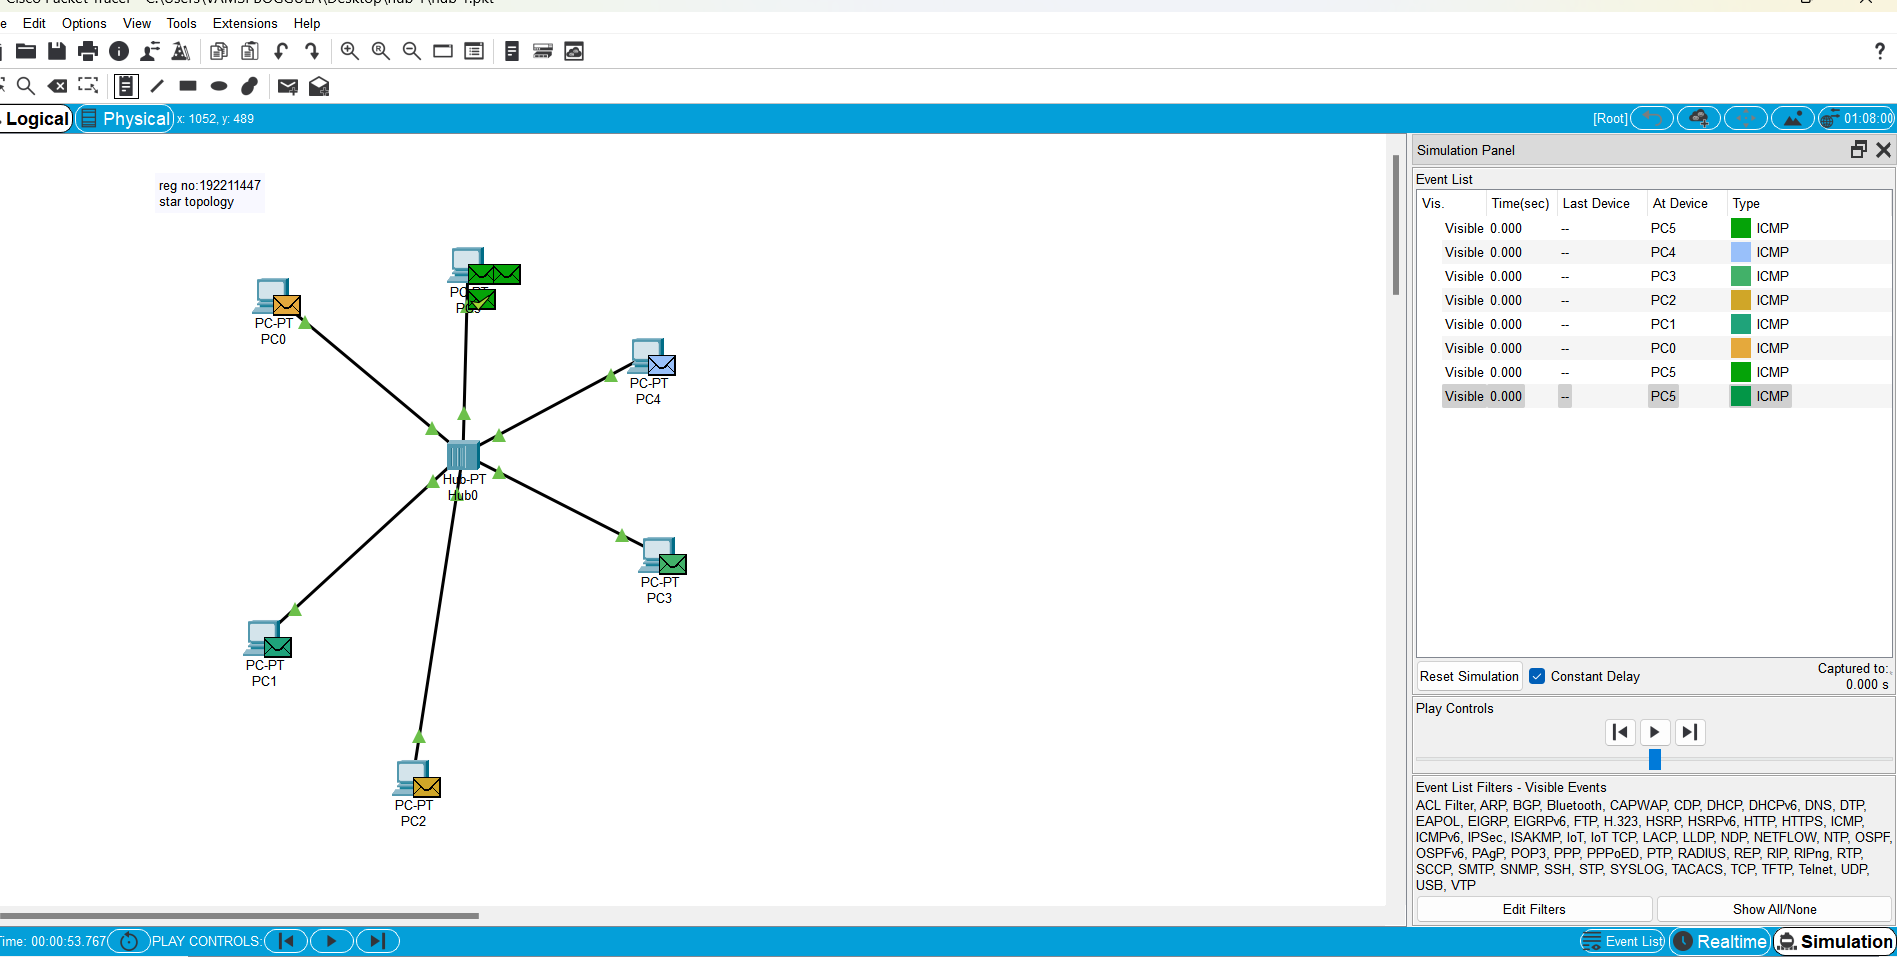 Cisco Packet Tracer - C:\Users\VAMSI BOGGULA\Desktop\hub-1\hub-1.pkt
e Edit Options View Tools Extensions Help
Logical Physical x: 1052, y: 489 [Root] 01:08:00
reg no:192211447
star topology
PC-PT
PC0
PC-PT
PC5
PC-PT
PC4
Hub-PT
Hub0
PC-PT
PC3
PC-PT
PC1
PC-PT
PC2
Simulation Panel
Event List
Vis. Time(sec) Last Device At Device Type
Visible 0.000 -- PC5 ICMP
Visible 0.000 -- PC4 ICMP
Visible 0.000 -- PC3 ICMP
Visible 0.000 -- PC2 ICMP
Visible 0.000 -- PC1 ICMP
Visible 0.000 -- PC0 ICMP
Visible 0.000 -- PC5 ICMP
Visible 0.000 -- PC5 ICMP
Reset Simulation Constant Delay Captured to:
0.000 s
Play Controls
Event List Filters - Visible Events
ACL Filter, ARP, BGP, Bluetooth, CAPWAP, CDP, DHCP, DHCPv6, DNS, DTP,
EAPOL, EIGRP, EIGRPv6, FTP, H.323, HSRP, HSRPv6, HTTP, HTTPS, ICMP,
ICMPv6, IPSec, ISAKMP, IoT, IoT TCP, LACP, LLDP, NDP, NETFLOW, NTP, OSPF,
OSPFv6, PAgP, POP3, PPP, PPPoED, PTP, RADIUS, REP, RIP, RIPng, RTP,
SCCP, SMTP, SNMP, SSH, STP, SYSLOG, TACACS, TCP, TFTP, Telnet, UDP,
USB, VTP
Edit Filters Show All/None
Time: 00:00:53.767 PLAY CONTROLS: Event List Realtime Simulation